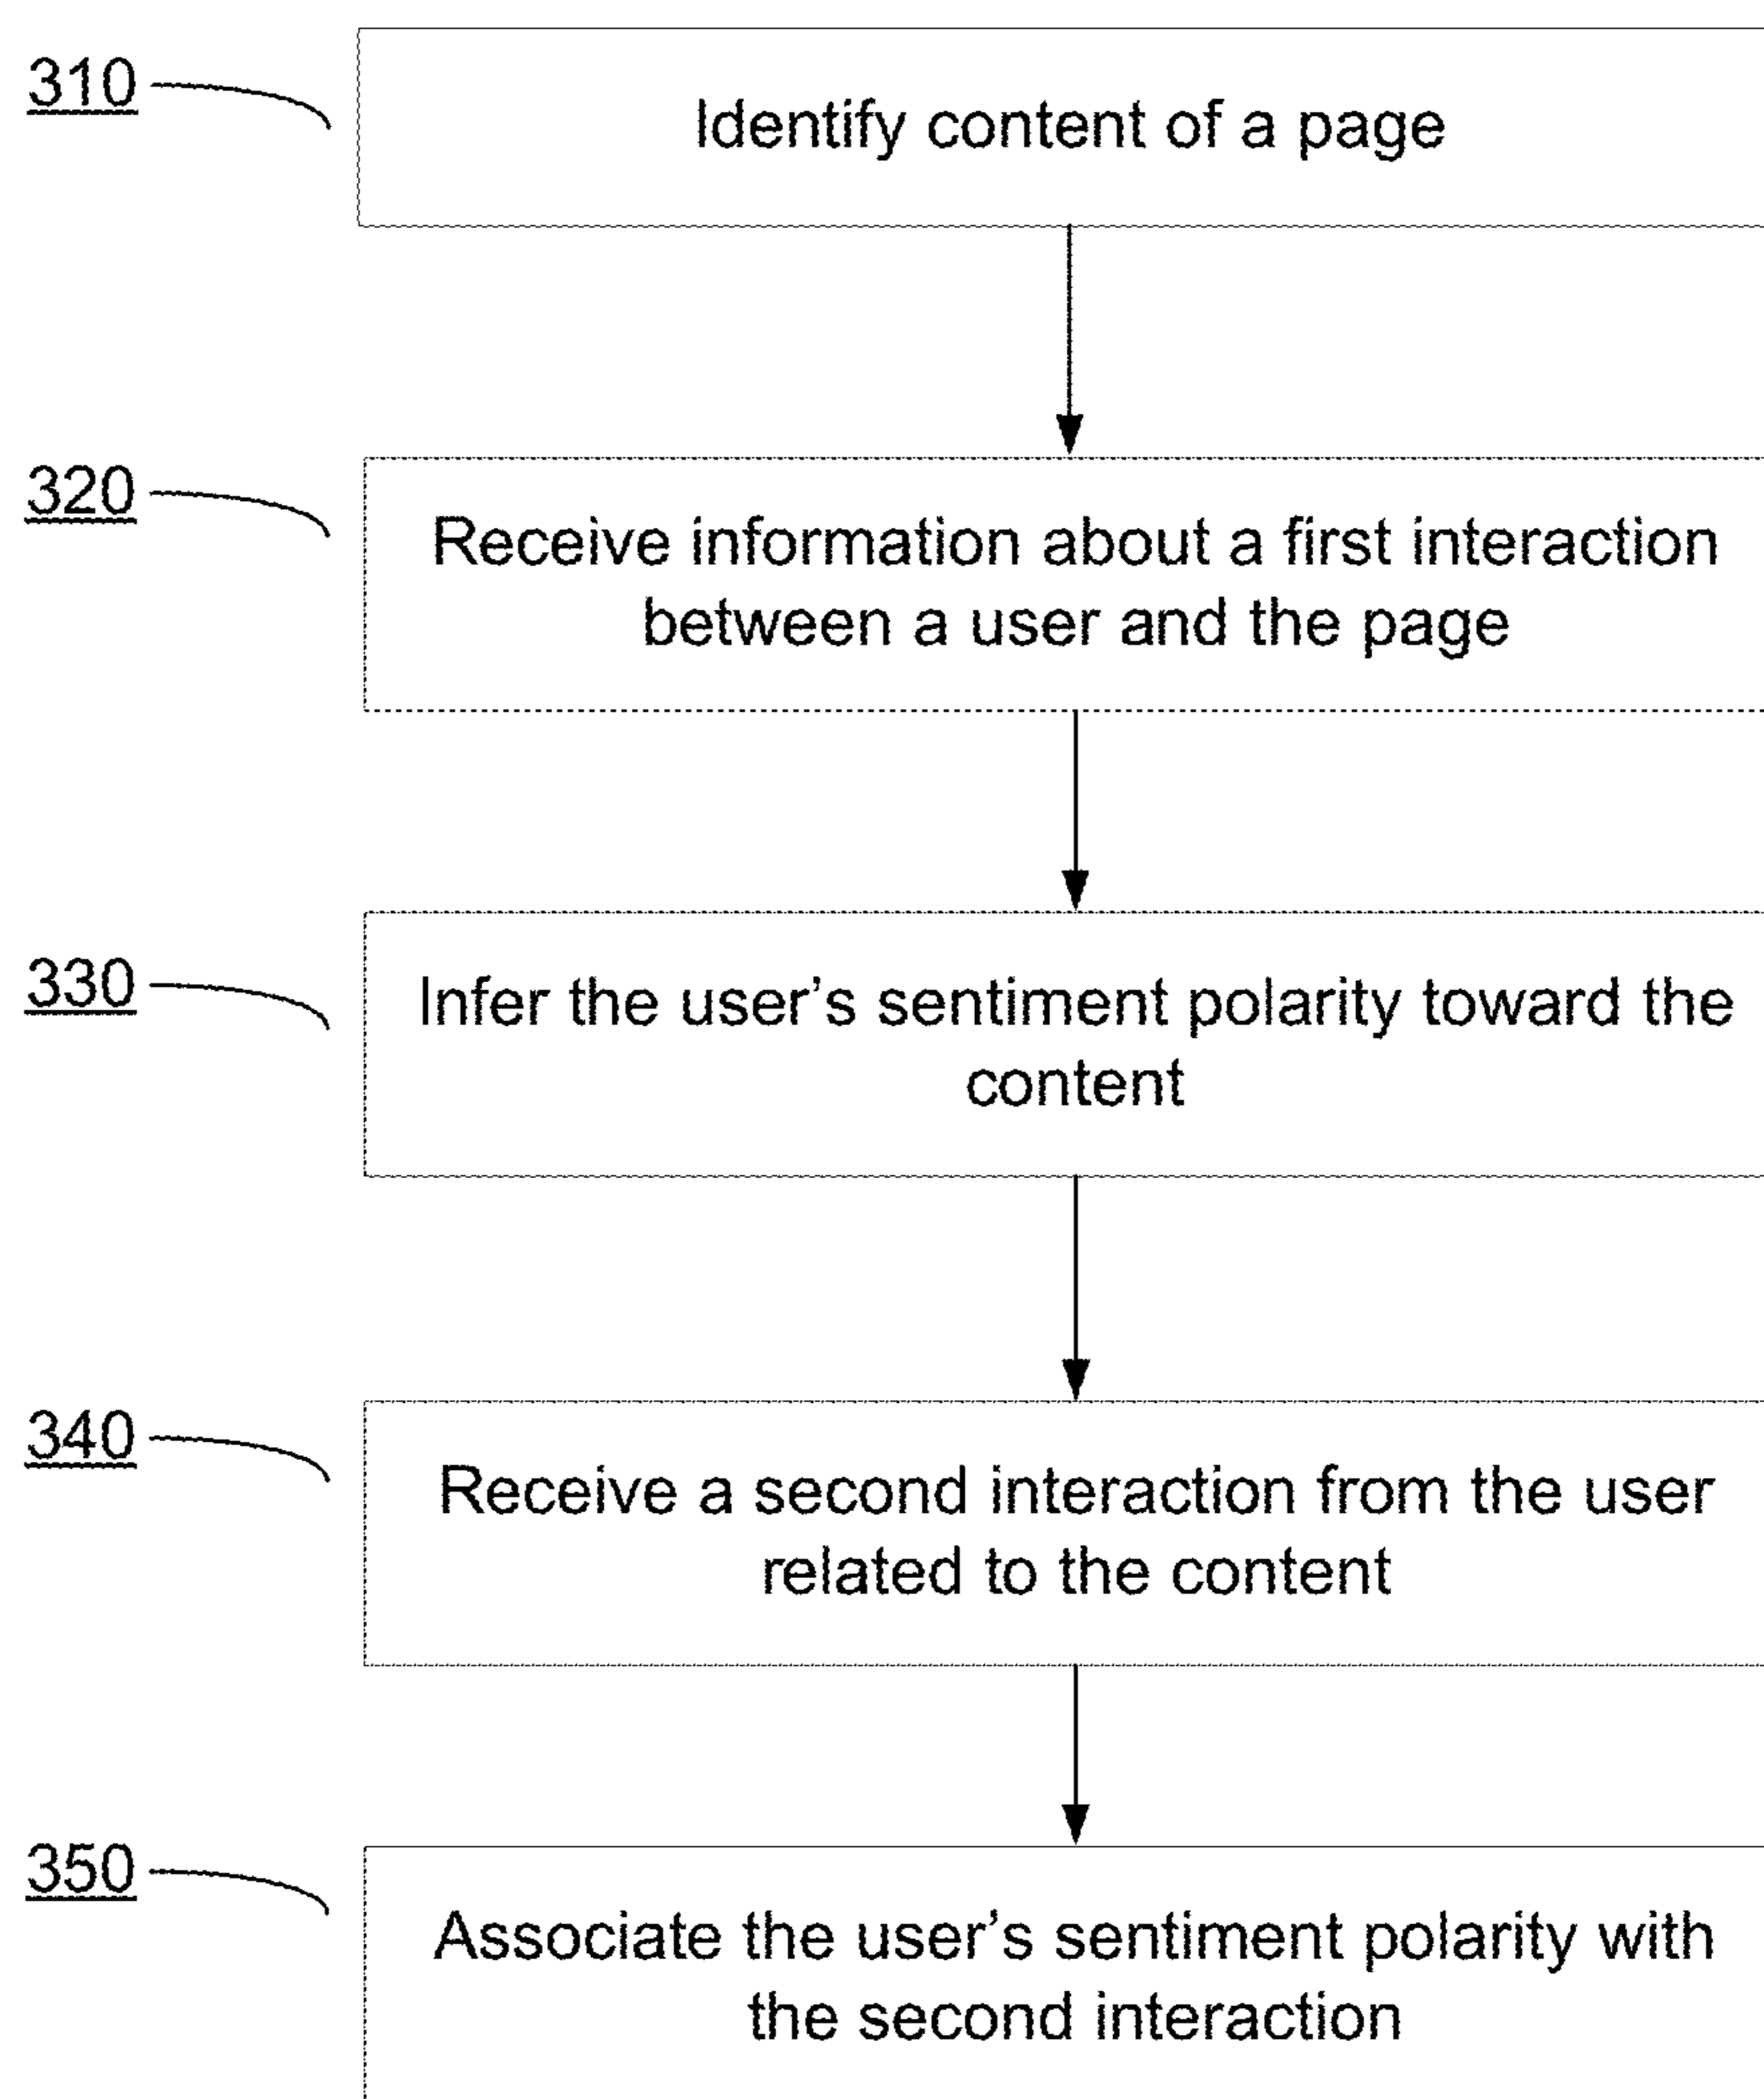 310
Identify content of a page
320
Receive information about a first interaction
between a user and the page
330
Infer the user's sentiment polarity toward the
content
340
Receive a second interaction from the user
related to the content
350
Associate the user's sentiment polarity with
the second interaction